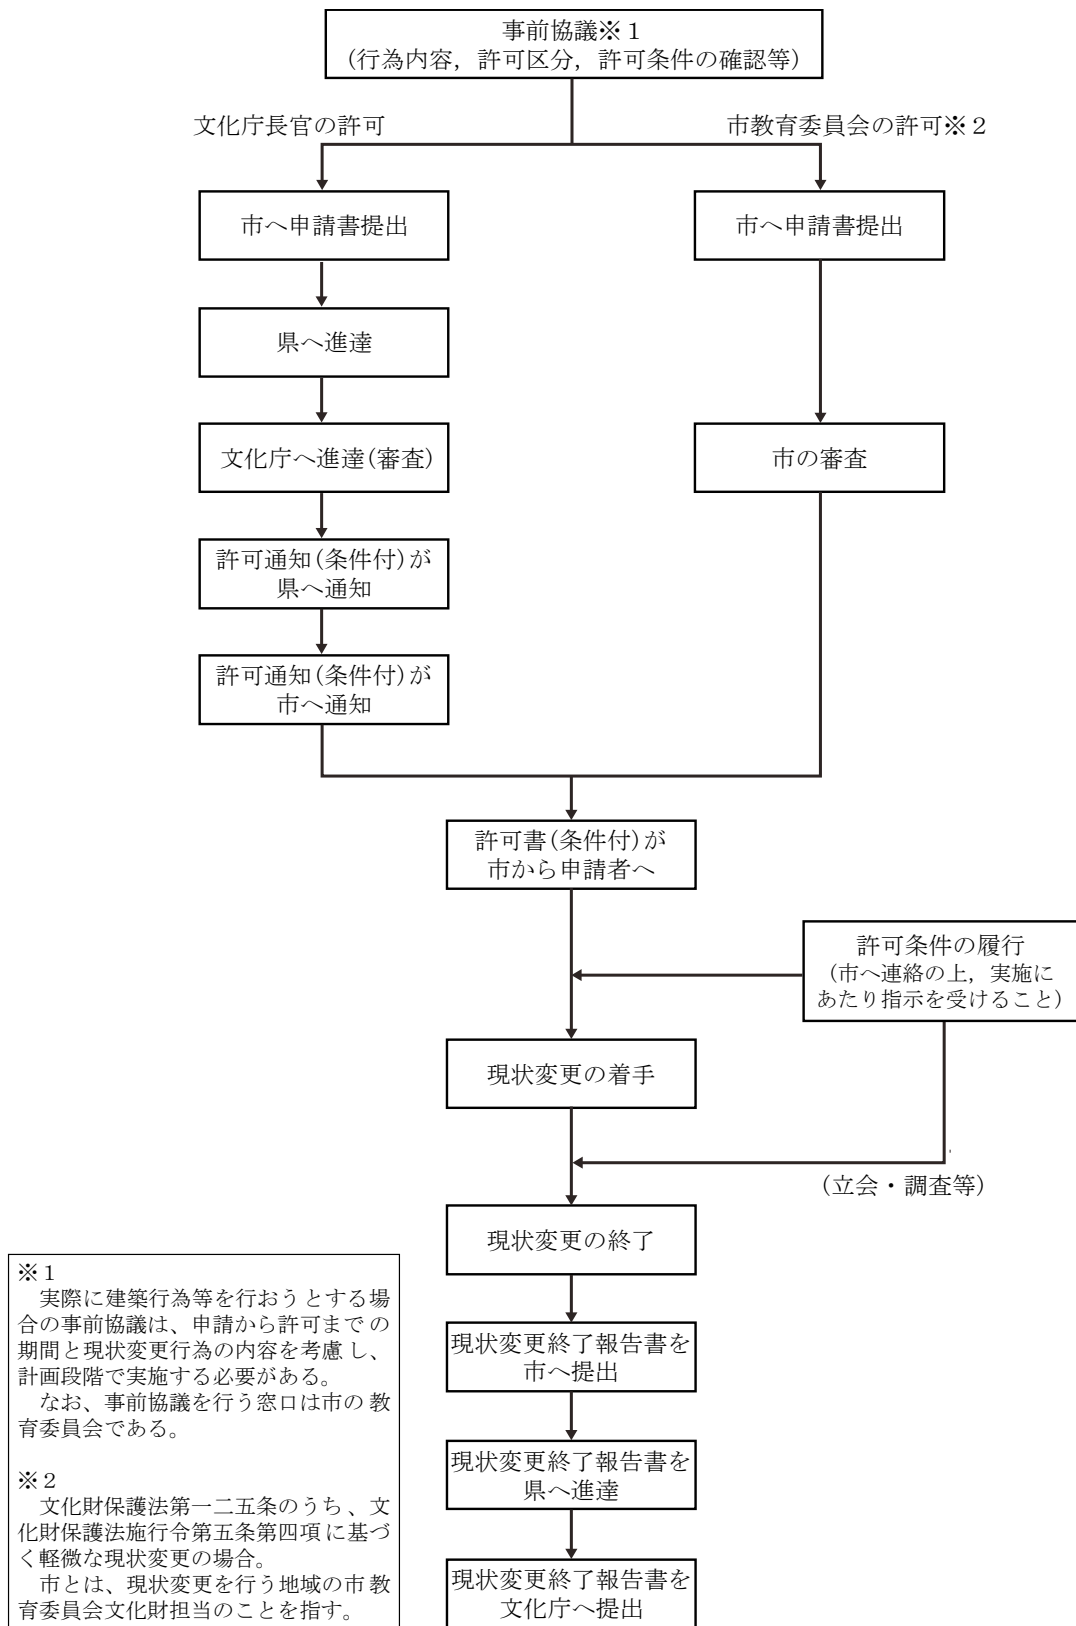 事前協議※１
（行為内容，許可区分，許可条件の確認等）
文化庁長官の許可
市教育委員会の許可※２
市へ申請書提出
市へ申請書提出
県へ進達
文化庁へ進達（審査）
市の審査
許可通知（条件付）が
県へ通知
許可通知（条件付）が
市へ通知
許可書（条件付）が
市から申請者へ
許可条件の履行
（市へ連絡の上，実施に
あたり指示を受けること）
現状変更の着手
（立会・調査等）
現状変更の終了
現状変更終了報告書を
市へ提出
現状変更終了報告書を
県へ進達
現状変更終了報告書を
文化庁へ提出
※１
実際に建築行為等を行おうとする場
合の事前協議は、申請から許可までの
期間と現状変更行為の内容を考慮し、
計画段階で実施する必要がある。
なお、事前協議を行う窓口は市の教
育委員会である。
※２
文化財保護法第一二五条のうち、文
化財保護法施行令第五条第四項に基づ
く軽微な現状変更の場合。
市とは、現状変更を行う地域の市教
育委員会文化財担当のことを指す。